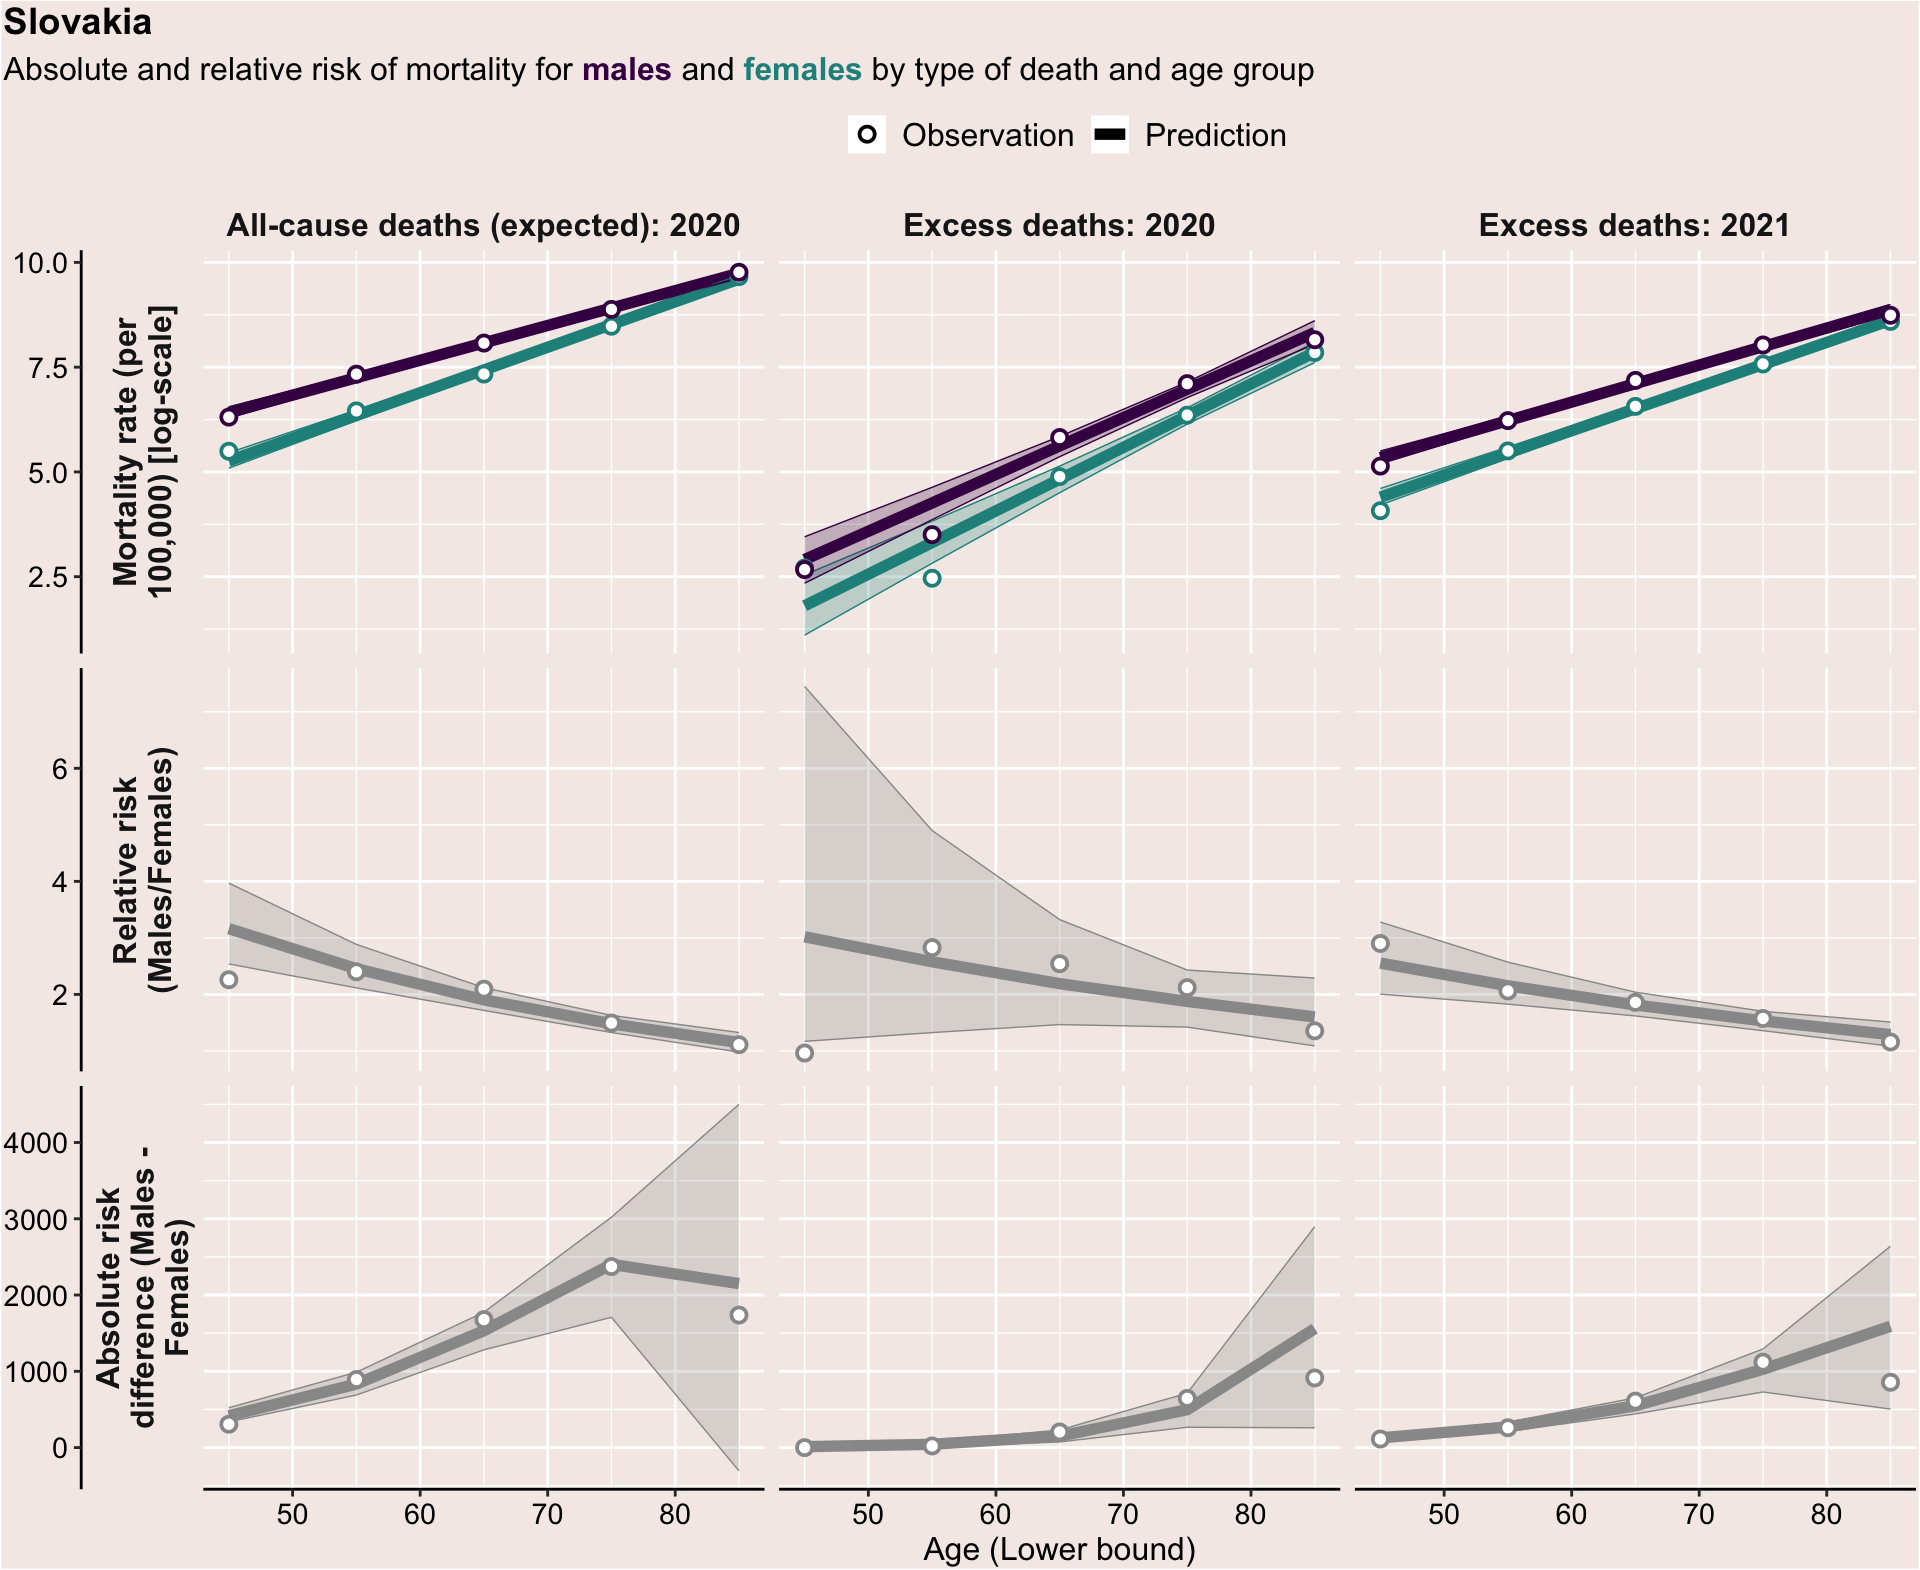 Slovakia
Absolute and relative risk of mortality for males and females by type of death and age group
Observation
Prediction
All-cause deaths (expected): 2020
Excess deaths: 2020
Excess deaths: 2021
Mortality rate (per
100,000) [log-scale]
10.0
7.5
5.0
2.5
Relative risk
(Males/Females)
6
4
2
Absolute risk
difference (Males -
Females)
4000
3000
2000
1000
0
50 60 70 80
50 60 70 80
50 60 70 80
Age (Lower bound)